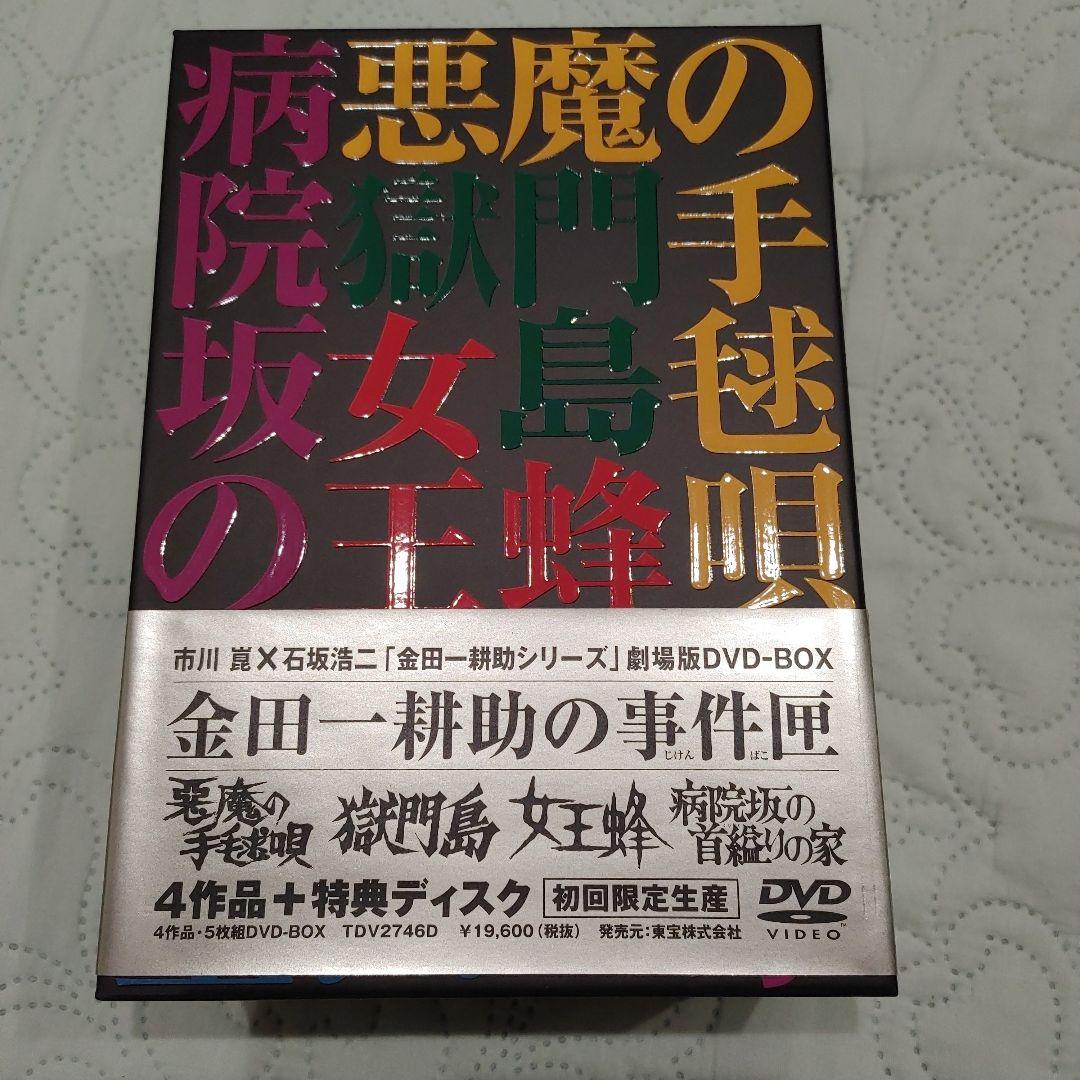 病 悪魔の
院 獄門手
坂 女島毬
の 王蜂唄
市川 崑×石坂浩二「金田一耕助シリーズ」劇場版DVD-BOX
金田一耕助の事件匣
じけん ばこ
悪魔の手毬唄 獄門島 女王蜂 病院坂の首縊りの家
4作品+特典ディスク 初回限定生産 DVD VIDEO™
4作品・5枚組DVD-BOX TDV2746D ¥19,600(税抜) 発売元:東宝株式会社